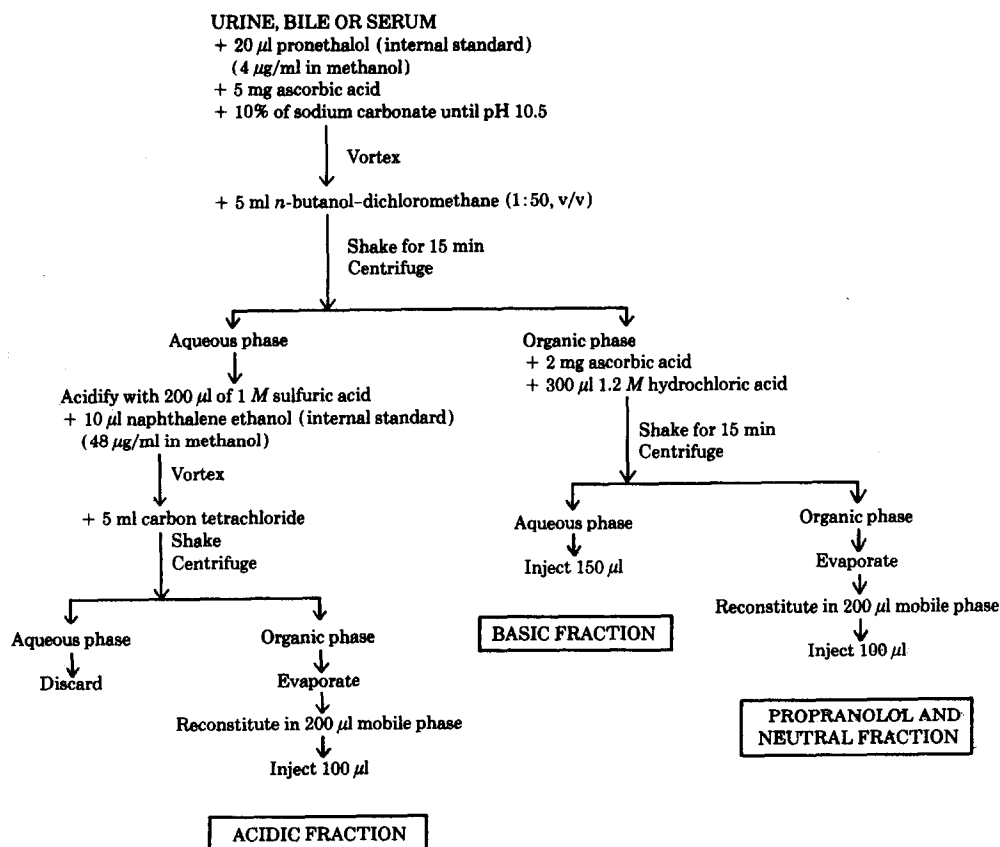 URINE, BILE OR SERUM
+ 20 µl pronethalol (internal standard)
(4 µg/ml in methanol)
+ 5 mg ascorbic acid
+ 10% of sodium carbonate until pH 10.5
Vortex
+ 5 ml n-butanol–dichloromethane (1:50, v/v)
Shake for 15 min
Centrifuge
Aqueous phase
Acidify with 200 µl of 1 M sulfuric acid
+ 10 µl naphthalene ethanol (internal standard)
(48 µg/ml in methanol)
Vortex
+ 5 ml carbon tetrachloride
Shake
Centrifuge
Aqueous phase
Discard
Organic phase
Evaporate
Reconstitute in 200 µl mobile phase
Inject 100 µl
ACIDIC FRACTION
Organic phase
+ 2 mg ascorbic acid
+ 300 µl 1.2 M hydrochloric acid
Shake for 15 min
Centrifuge
Aqueous phase
Inject 150 µl
BASIC FRACTION
Organic phase
Evaporate
Reconstitute in 200 µl mobile phase
Inject 100 µl
PROPRANOLOL AND
NEUTRAL FRACTION